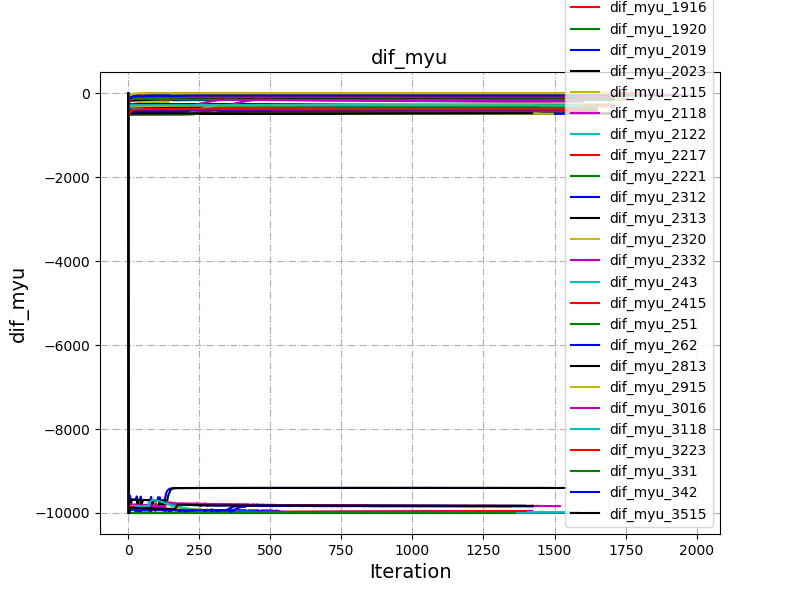 dif_myu
dif_myu
0
−2000
−4000
−6000
−8000
−10000
0
250
500
750
1000
1250
1500
1750
2000
Iteration
dif_myu_1916
dif_myu_1920
dif_myu_2019
dif_myu_2023
dif_myu_2115
dif_myu_2118
dif_myu_2122
dif_myu_2217
dif_myu_2221
dif_myu_2312
dif_myu_2313
dif_myu_2320
dif_myu_2332
dif_myu_243
dif_myu_2415
dif_myu_251
dif_myu_262
dif_myu_2813
dif_myu_2915
dif_myu_3016
dif_myu_3118
dif_myu_3223
dif_myu_331
dif_myu_342
dif_myu_3515